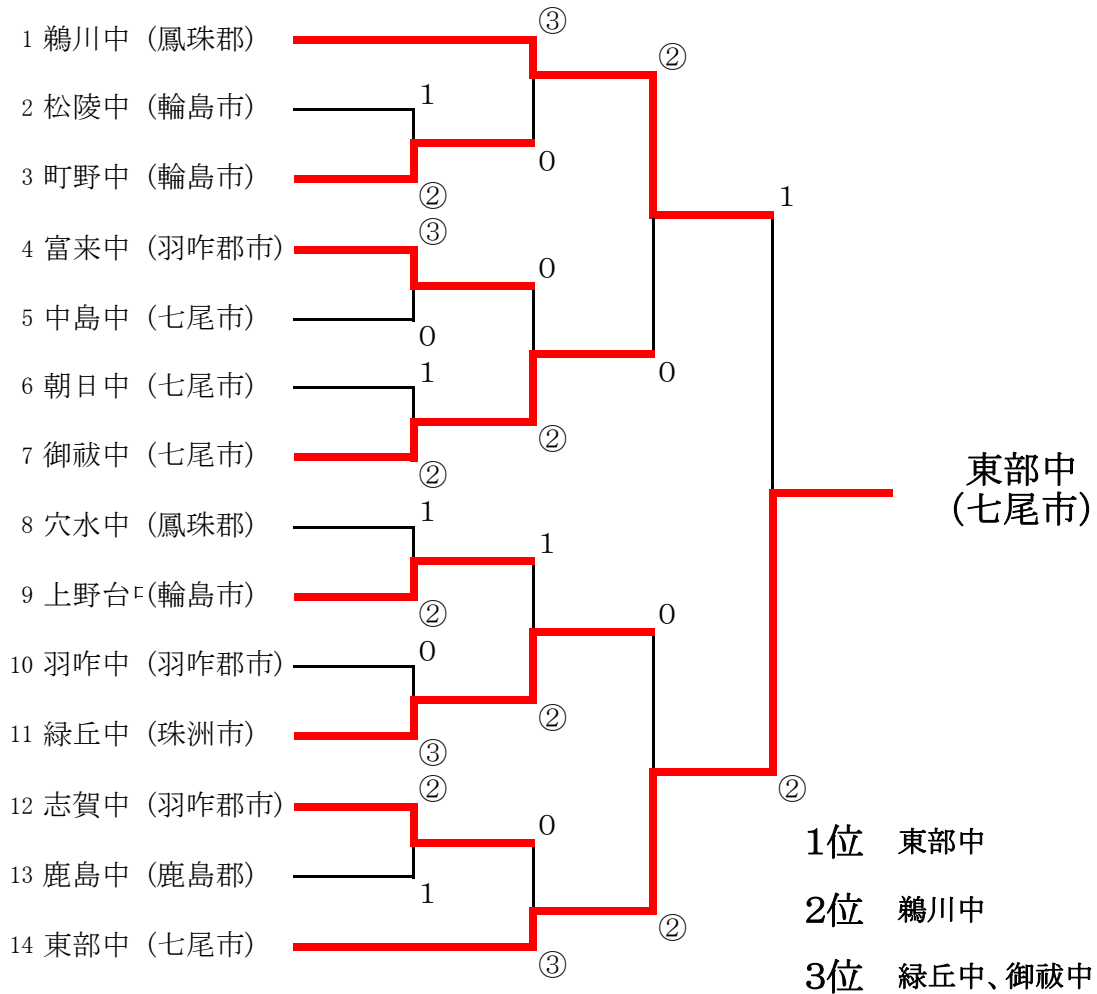 1 鵜川中 (鳳珠郡)
③
②
2 松陵中 (輪島市)
1
0
3 町野中 (輪島市)
②
1
4 富来中 (羽咋郡市)
③
0
5 中島中 (七尾市)
0
0
6 朝日中 (七尾市)
1
②
7 御祓中 (七尾市)
②
東部中
(七尾市)
8 穴水中 (鳳珠郡)
1
1
9 上野台 (輪島市)
②
0
10 羽咋中 (羽咋郡市)
0
②
11 緑丘中 (珠洲市)
③
②
12 志賀中 (羽咋郡市)
②
0
13 鹿島中 (鹿島郡)
1
②
14 東部中 (七尾市)
③
1位 東部中
2位 鵜川中
3位 緑丘中、御祓中